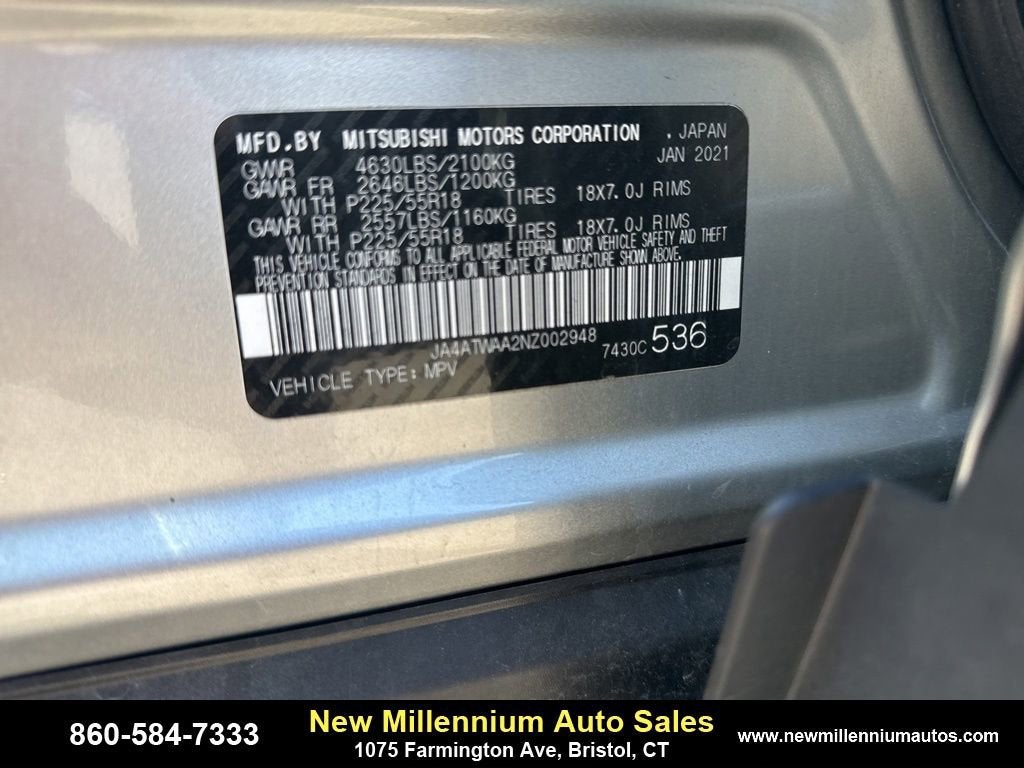 MFD.BY MITSUBISHI MOTORS CORPORATION . JAPAN
GVWR 4630LBS/2100KG JAN 2021
GAWR FR 2646LBS/1200KG
WITH P225/55R18 TIRES 18X7.0J RIMS
GAWR RR 2557LBS/1160KG
WITH P225/55R18 TIRES 18X7.0J RIMS
THIS VEHICLE CONFORMS TO ALL APPLICABLE FEDERAL MOTOR VEHICLE SAFETY AND THEFT
PREVENTION STANDARDS IN EFFECT ON THE DATE OF MANUFACTURE SHOWN ABOVE.
JA4ATWAA2NZ002948 7430C 536
VEHICLE TYPE: MPV
860-584-7333
New Millennium Auto Sales
1075 Farmington Ave, Bristol, CT
www.newmillenniumautos.com